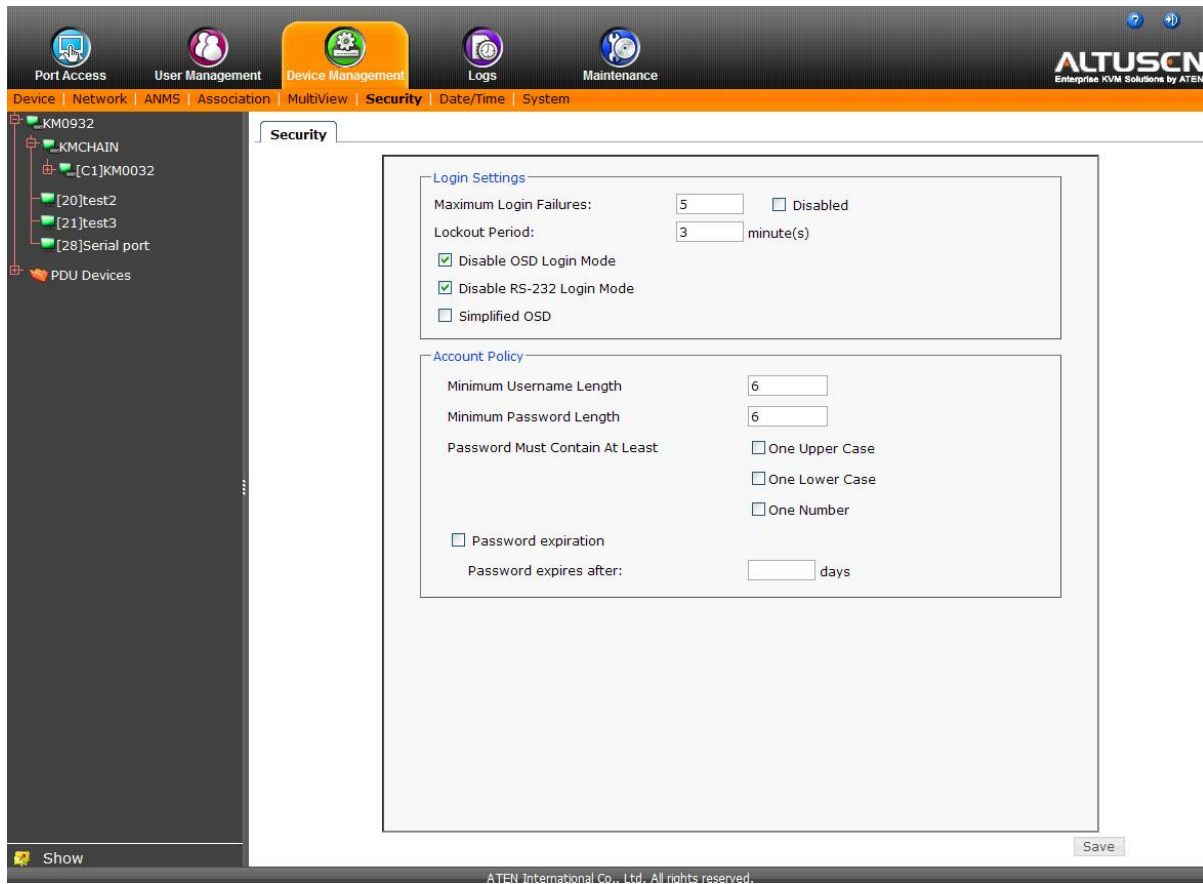 Port Access
User Management
Device Management
Logs
Maintenance
ALTUSEN
Enterprise KVM Solutions by ATEN
Device | Network | ANMS | Association | MultiView | Security | Date/Time | System
KM0932
KMCHAIN
[C1]KM0032
[20]test2
[21]test3
[28]Serial port
PDU Devices
Show
Security
Login Settings
Maximum Login Failures: 5 Disabled
Lockout Period: 3 minute(s)
Disable OSD Login Mode
Disable RS-232 Login Mode
Simplified OSD
Account Policy
Minimum Username Length 6
Minimum Password Length 6
Password Must Contain At Least One Upper Case
One Lower Case
One Number
Password expiration
Password expires after: days
Save
ATEN International Co., Ltd. All rights reserved.